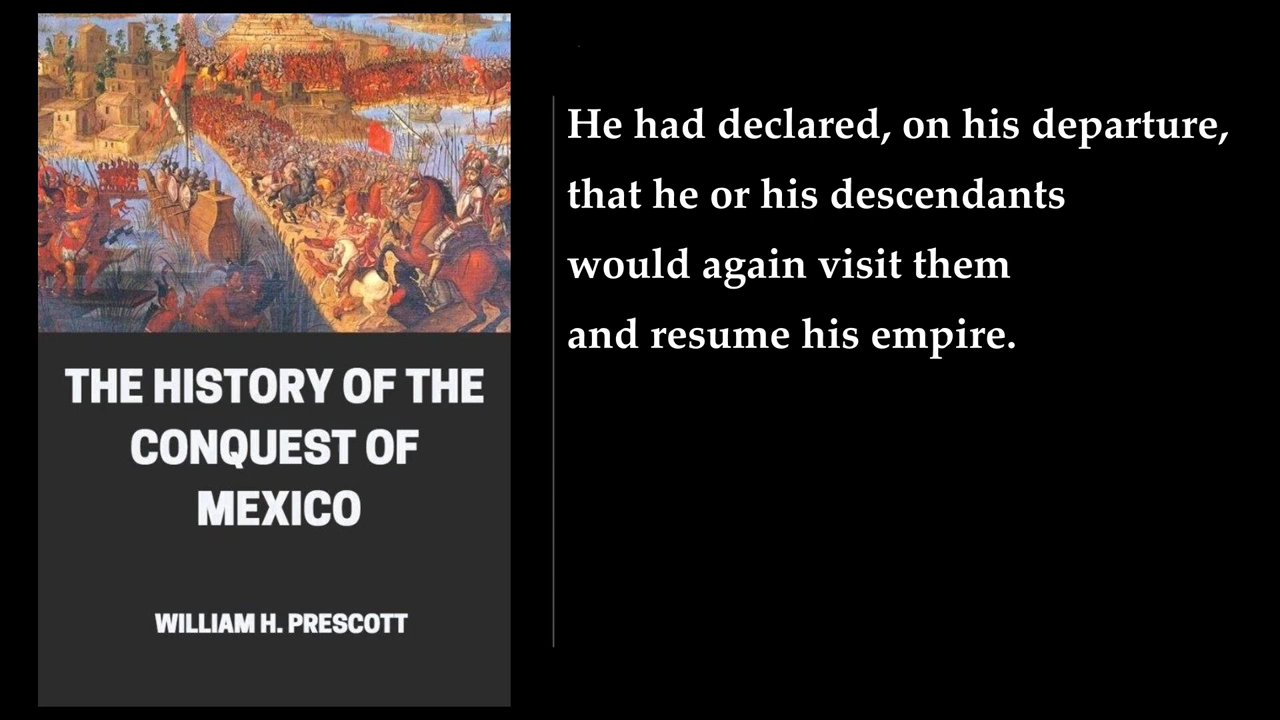 THE HISTORY OF THE
CONQUEST OF
MEXICO
WILLIAM H. PRESCOTT
He had declared, on his departure,
that he or his descendants
would again visit them
and resume his empire.